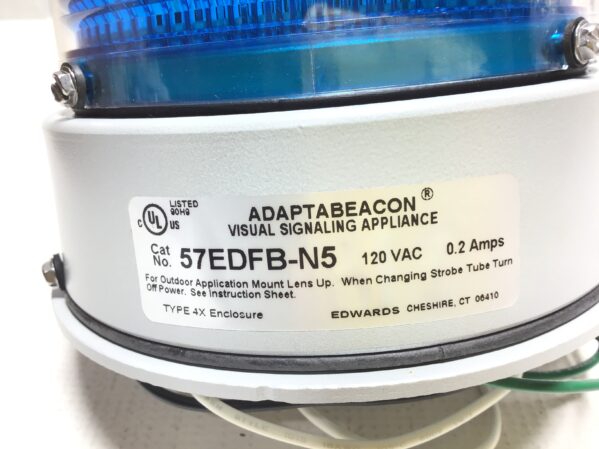 LISTED
90H9
C UL US
ADAPTABEACON®
VISUAL SIGNALING APPLIANCE
Cat No. 57EDFB-N5 120 VAC 0.2 Amps
For Outdoor Application Mount Lens Up. When Changing Strobe Tube Turn
Off Power. See Instruction Sheet.
TYPE 4X Enclosure EDWARDS CHESHIRE, CT 06410